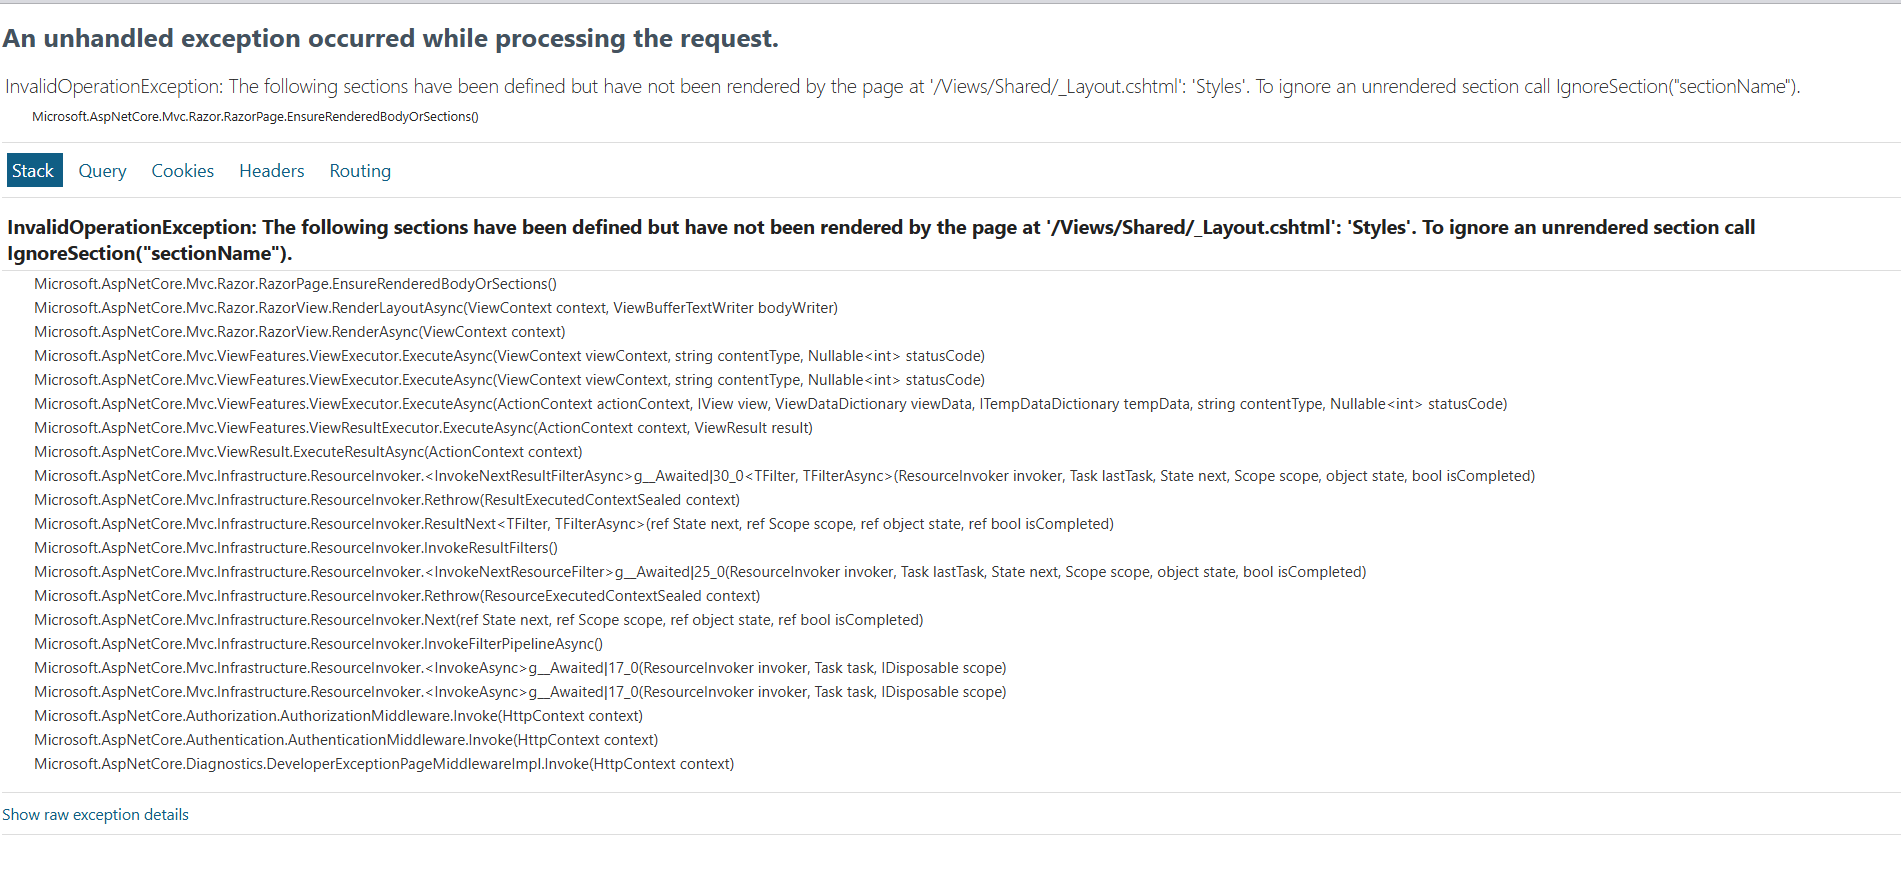 An unhandled exception occurred while processing the request.
InvalidOperationException: The following sections have been defined but have not been rendered by the page at '/Views/Shared/_Layout.cshtml': 'Styles'. To ignore an unrendered section call IgnoreSection("sectionName").
Microsoft.AspNetCore.Mvc.Razor.RazorPage.EnsureRenderedBodyOrSections()
Stack Query Cookies Headers Routing
InvalidOperationException: The following sections have been defined but have not been rendered by the page at '/Views/Shared/_Layout.cshtml': 'Styles'. To ignore an unrendered section call
IgnoreSection("sectionName").
Microsoft.AspNetCore.Mvc.Razor.RazorPage.EnsureRenderedBodyOrSections()
Microsoft.AspNetCore.Mvc.Razor.RazorView.RenderLayoutAsync(ViewContext context, ViewBufferTextWriter bodyWriter)
Microsoft.AspNetCore.Mvc.Razor.RazorView.RenderAsync(ViewContext context)
Microsoft.AspNetCore.Mvc.ViewFeatures.ViewExecutor.ExecuteAsync(ViewContext viewContext, string contentType, Nullable<int> statusCode)
Microsoft.AspNetCore.Mvc.ViewFeatures.ViewExecutor.ExecuteAsync(ViewContext viewContext, string contentType, Nullable<int> statusCode)
Microsoft.AspNetCore.Mvc.ViewFeatures.ViewExecutor.ExecuteAsync(ActionContext actionContext, IView view, ViewDataDictionary viewData, ITempDataDictionary tempData, string contentType, Nullable<int> statusCode)
Microsoft.AspNetCore.Mvc.ViewFeatures.ViewResultExecutor.ExecuteAsync(ActionContext context, ViewResult result)
Microsoft.AspNetCore.Mvc.ViewResult.ExecuteResultAsync(ActionContext context)
Microsoft.AspNetCore.Mvc.Infrastructure.ResourceInvoker.<InvokeNextResultFilterAsync>g__Awaited|30_0<TFilter, TFilterAsync>(ResourceInvoker invoker, Task lastTask, State next, Scope scope, object state, bool isCompleted)
Microsoft.AspNetCore.Mvc.Infrastructure.ResourceInvoker.Rethrow(ResultExecutedContextSealed context)
Microsoft.AspNetCore.Mvc.Infrastructure.ResourceInvoker.ResultNext<TFilter, TFilterAsync>(ref State next, ref Scope scope, ref object state, ref bool isCompleted)
Microsoft.AspNetCore.Mvc.Infrastructure.ResourceInvoker.InvokeResultFilters()
Microsoft.AspNetCore.Mvc.Infrastructure.ResourceInvoker.<InvokeNextResourceFilter>g__Awaited|25_0(ResourceInvoker invoker, Task lastTask, State next, Scope scope, object state, bool isCompleted)
Microsoft.AspNetCore.Mvc.Infrastructure.ResourceInvoker.Rethrow(ResourceExecutedContextSealed context)
Microsoft.AspNetCore.Mvc.Infrastructure.ResourceInvoker.Next(ref State next, ref Scope scope, ref object state, ref bool isCompleted)
Microsoft.AspNetCore.Mvc.Infrastructure.ResourceInvoker.InvokeFilterPipelineAsync()
Microsoft.AspNetCore.Mvc.Infrastructure.ResourceInvoker.<InvokeAsync>g__Awaited|17_0(ResourceInvoker invoker, Task task, IDisposable scope)
Microsoft.AspNetCore.Mvc.Infrastructure.ResourceInvoker.<InvokeAsync>g__Awaited|17_0(ResourceInvoker invoker, Task task, IDisposable scope)
Microsoft.AspNetCore.Authorization.AuthorizationMiddleware.Invoke(HttpContext context)
Microsoft.AspNetCore.Authentication.AuthenticationMiddleware.Invoke(HttpContext context)
Microsoft.AspNetCore.Diagnostics.DeveloperExceptionPageMiddlewareImpl.Invoke(HttpContext context)
Show raw exception details